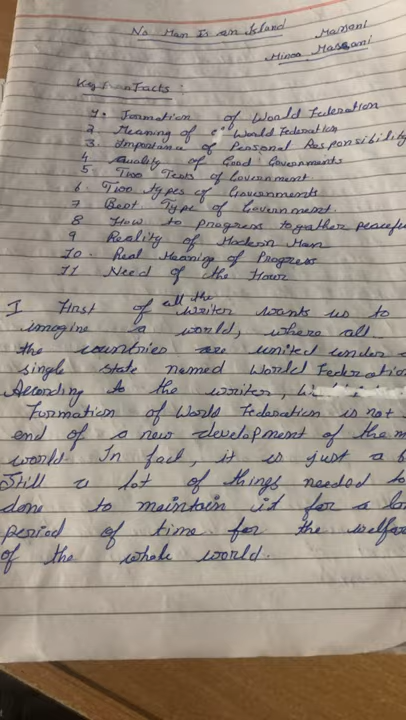 No Man Is an Island Masani
Minoo Massani
Key Facts :
1. Formation of World Federation
2 Meaning of World Federation
3. Importance of Personal Responsibility
4 Quality of Good Governments
5 Two Tests of Government
6. Two types of Governments
7 Best Type of Government.
8 How to progress together peaceful
9 Reality of Modern Man
10. Real Meaning of Progress
11 Need of the Hour
I First of all the writer wants us to
imagine a world, where all
the countries are united under
single state named World Federation
According to the writer,
Formation of World Federation is not
end of a new development of the
world. In fact, it is just a
Still a lot of things needed to
done to maintain it for a
period of time for the welfare
of the whole world.